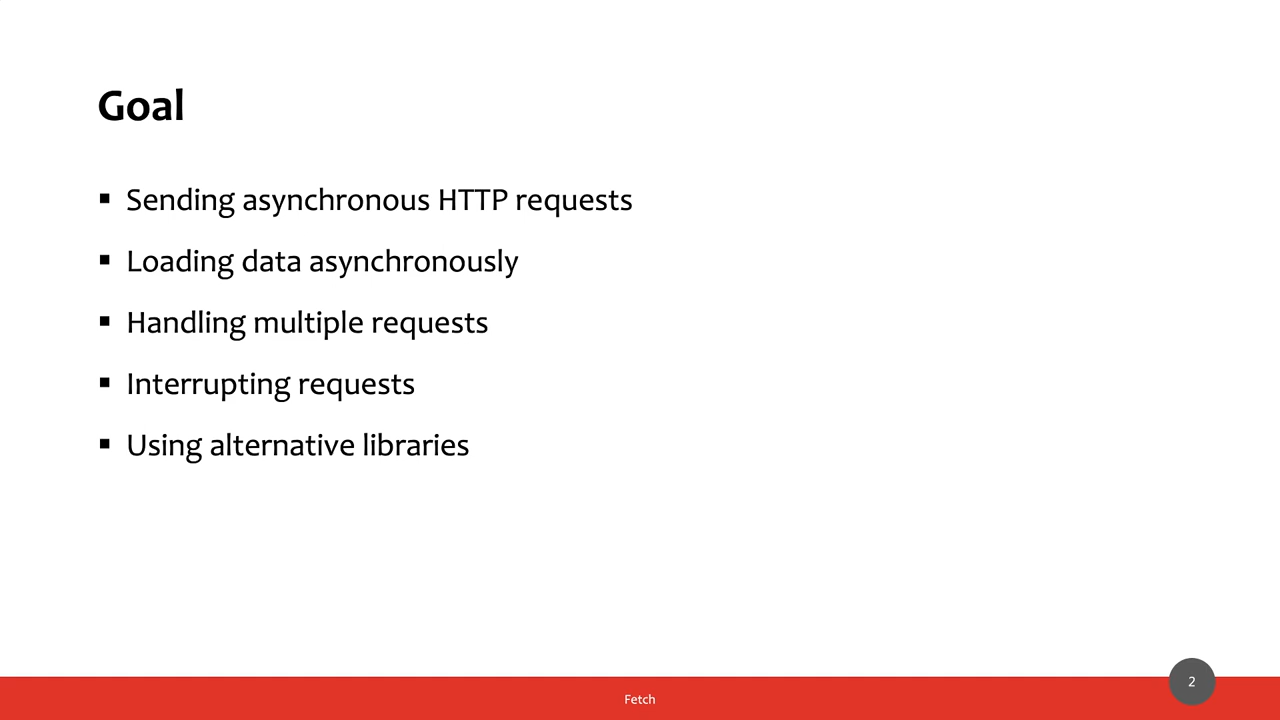 Goal
▪ Sending asynchronous HTTP requests
▪ Loading data asynchronously
▪ Handling multiple requests
▪ Interrupting requests
▪ Using alternative libraries
2
Fetch